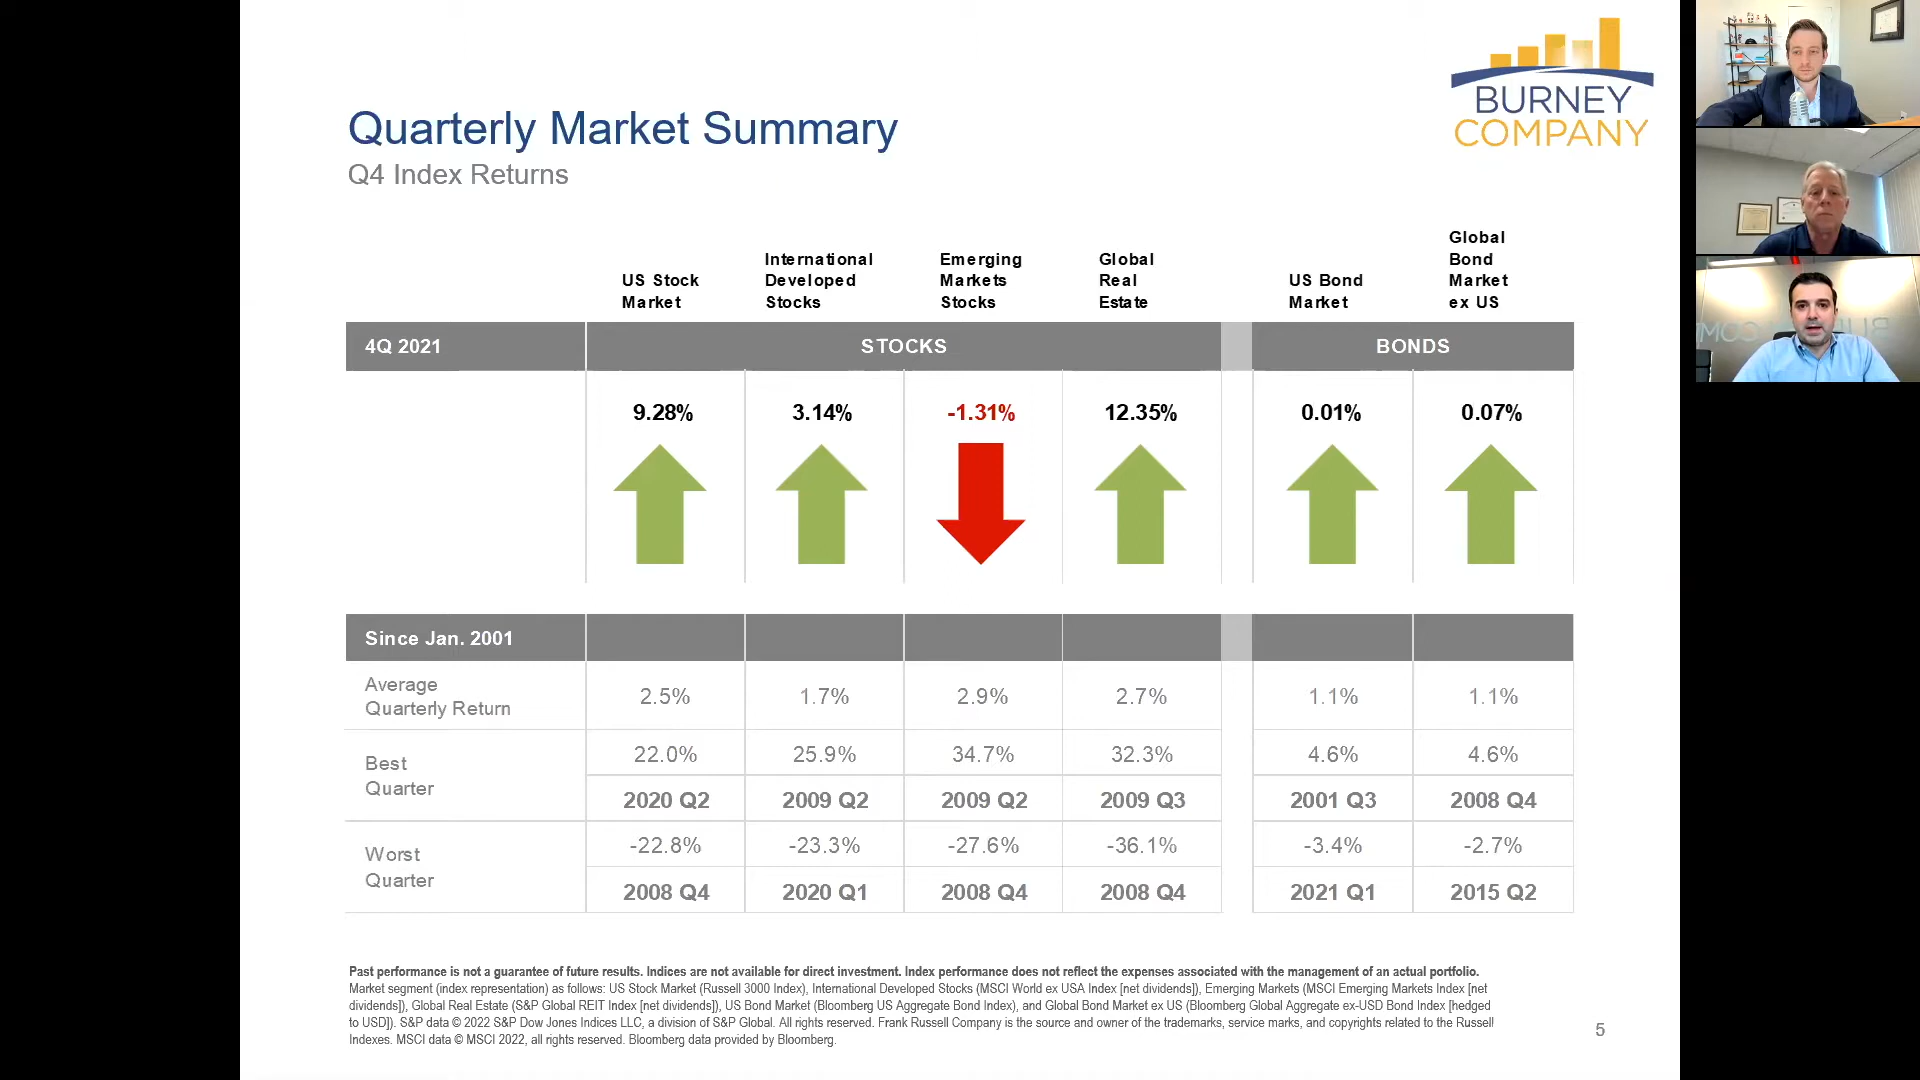 BURNEY
COMPANY
Quarterly Market Summary
Q4 Index Returns
US Stock
Market
International
Developed
Stocks
Emerging
Markets
Stocks
Global
Real
Estate
US Bond
Market
Global
Bond
Market
ex US
4Q 2021 STOCKS BONDS
9.28% 3.14% -1.31% 12.35% 0.01% 0.07%
Since Jan. 2001
Average
Quarterly Return
2.5% 1.7% 2.9% 2.7% 1.1% 1.1%
Best
Quarter
22.0% 25.9% 34.7% 32.3% 4.6% 4.6%
2020 Q2 2009 Q2 2009 Q2 2009 Q3 2001 Q3 2008 Q4
Worst
Quarter
-22.8% -23.3% -27.6% -36.1% -3.4% -2.7%
2008 Q4 2020 Q1 2008 Q4 2008 Q4 2021 Q1 2015 Q2
Past performance is not a guarantee of future results. Indices are not available for direct investment. Index performance does not reflect the expenses associated with the management of an actual portfolio.
Market segment (index representation) as follows: US Stock Market (Russell 3000 Index), International Developed Stocks (MSCI World ex USA Index [net dividends]), Emerging Markets (MSCI Emerging Markets Index [net
dividends]), Global Real Estate (S&P Global REIT Index [net dividends]), US Bond Market (Bloomberg US Aggregate Bond Index), and Global Bond Market ex US (Bloomberg Global Aggregate ex-USD Bond Index [hedged
to USD]). S&P data © 2022 S&P Dow Jones Indices LLC, a division of S&P Global. All rights reserved. Frank Russell Company is the source and owner of the trademarks, service marks, and copyrights related to the Russell
Indexes. MSCI data © MSCI 2022, all rights reserved. Bloomberg data provided by Bloomberg.
5